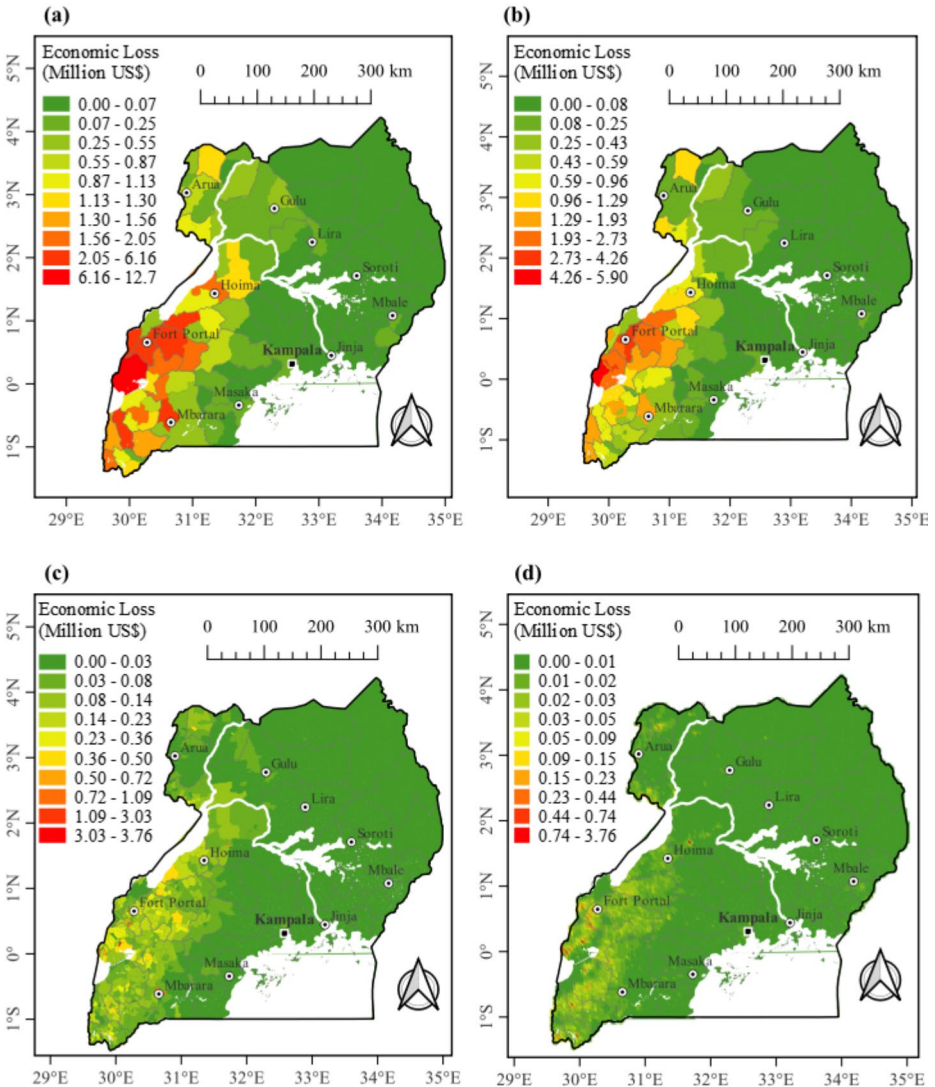 (a)
Economic Loss
(Million US$)
0 100 200 300 km
0.00 - 0.07
0.07 - 0.25
0.25 - 0.55
0.55 - 0.87
0.87 - 1.13
1.13 - 1.30
1.30 - 1.56
1.56 - 2.05
2.05 - 6.16
6.16 - 12.7
5°N
4°N
3°N
2°N
1°N
0°
1°S
Arua
Gulu
Lira
Soroti
Hoima
Mbale
Fort Portal
Kampala
Jinja
Masaka
Mbarara
29°E 30°E 31°E 32°E 33°E 34°E 35°E
(b)
Economic Loss
(Million US$)
0 100 200 300 km
0.00 - 0.08
0.08 - 0.25
0.25 - 0.43
0.43 - 0.59
0.59 - 0.96
0.96 - 1.29
1.29 - 1.93
1.93 - 2.73
2.73 - 4.26
4.26 - 5.90
5°N
4°N
3°N
2°N
1°N
0°
1°S
Arua
Gulu
Lira
Soroti
Hoima
Mbale
Fort Portal
Kampala
Jinja
Masaka
Mbarara
29°E 30°E 31°E 32°E 33°E 34°E 35°E
(c)
Economic Loss
(Million US$)
0 100 200 300 km
0.00 - 0.03
0.03 - 0.08
0.08 - 0.14
0.14 - 0.23
0.23 - 0.36
0.36 - 0.50
0.50 - 0.72
0.72 - 1.09
1.09 - 3.03
3.03 - 3.76
5°N
4°N
3°N
2°N
1°N
0°
1°S
Arua
Gulu
Lira
Soroti
Hoima
Mbale
Fort Portal
Kampala
Jinja
Masaka
Mbarara
29°E 30°E 31°E 32°E 33°E 34°E 35°E
(d)
Economic Loss
(Million US$)
0 100 200 300 km
0.00 - 0.01
0.01 - 0.02
0.02 - 0.03
0.03 - 0.05
0.05 - 0.09
0.09 - 0.15
0.15 - 0.23
0.23 - 0.44
0.44 - 0.74
0.74 - 3.76
5°N
4°N
3°N
2°N
1°N
0°
1°S
Arua
Gulu
Lira
Soroti
Hoima
Mbale
Fort Portal
Kampala
Jinja
Masaka
Mbarara
29°E 30°E 31°E 32°E 33°E 34°E 35°E